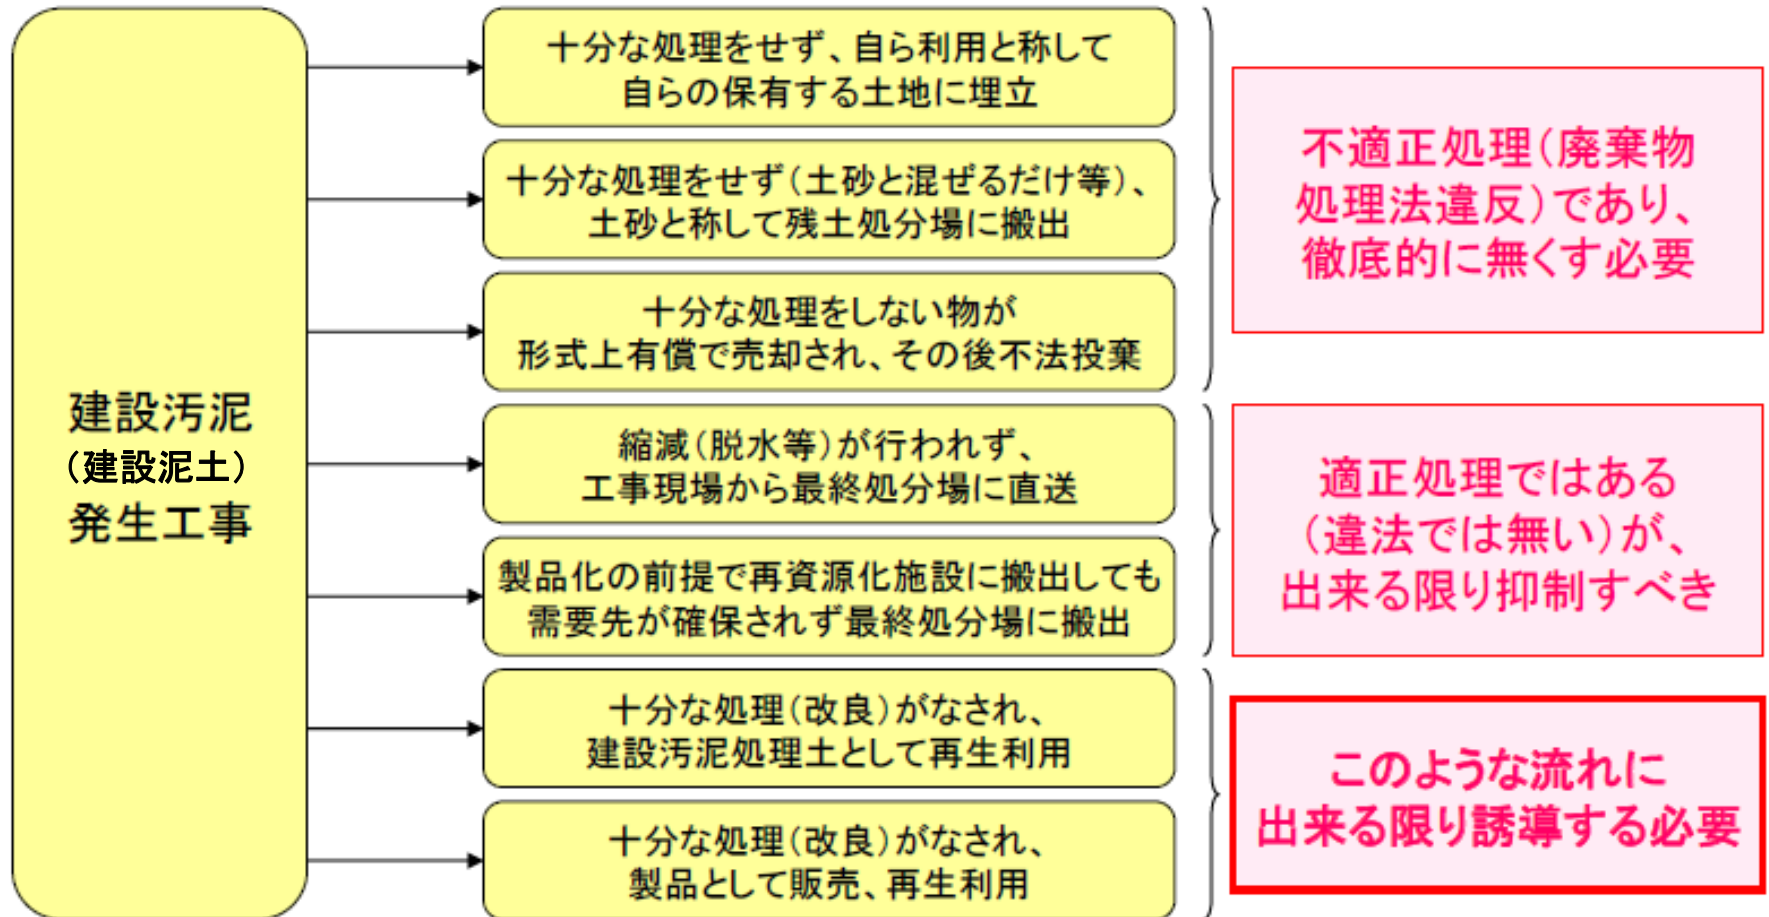 建設汚泥
（建設泥土）
発生工事
十分な処理をせず、自ら利用と称して
自らの保有する土地に埋立
十分な処理をせず（土砂と混ぜるだけ等）、
土砂と称して残土処分場に搬出
十分な処理をしない物が
形式上有償で売却され、その後不法投棄
縮減（脱水等）が行われず、
工事現場から最終処分場に直送
製品化の前提で再資源化施設に搬出しても
需要先が確保されず最終処分場に搬出
十分な処理（改良）がなされ、
建設汚泥処理土として再生利用
十分な処理（改良）がなされ、
製品として販売、再生利用
不適正処理（廃棄物
処理法違反）であり、
徹底的に無くす必要
適正処理ではある
（違法では無い）が、
出来る限り抑制すべき
このような流れに
出来る限り誘導する必要